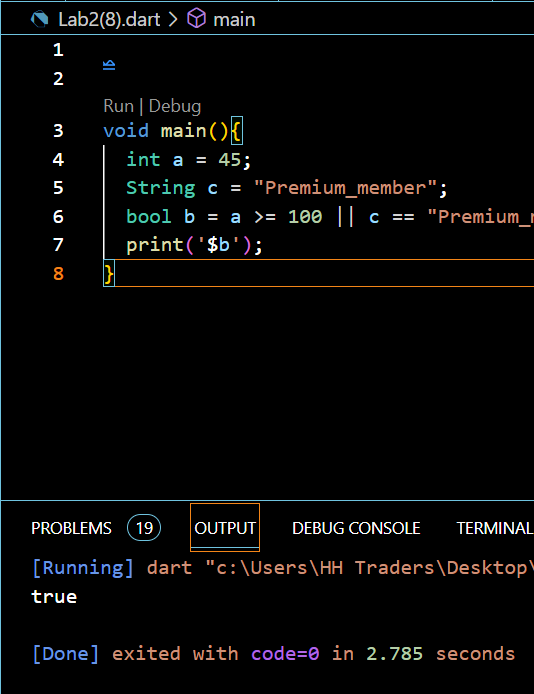 Lab2(8).dart > main
1
2
Run | Debug
3 void main(){
4 int a = 45;
5 String c = "Premium_member";
6 bool b = a >= 100 || c == "Premium_
7 print('$b');
8 }
PROBLEMS 19 OUTPUT DEBUG CONSOLE TERMINAL
[Running] dart "c:\Users\HH Traders\Desktop\
true
[Done] exited with code=0 in 2.785 seconds